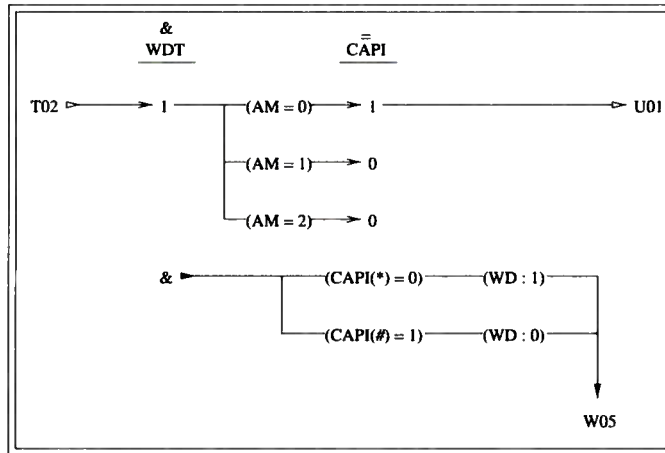 & =
WDT CAPI
T02 1 (AM = 0) 1 U01
(AM = 1) 0
(AM = 2) 0
& (CAPI(*) = 0) (WD : 1)
(CAPI(#) = 1) (WD : 0)
W05